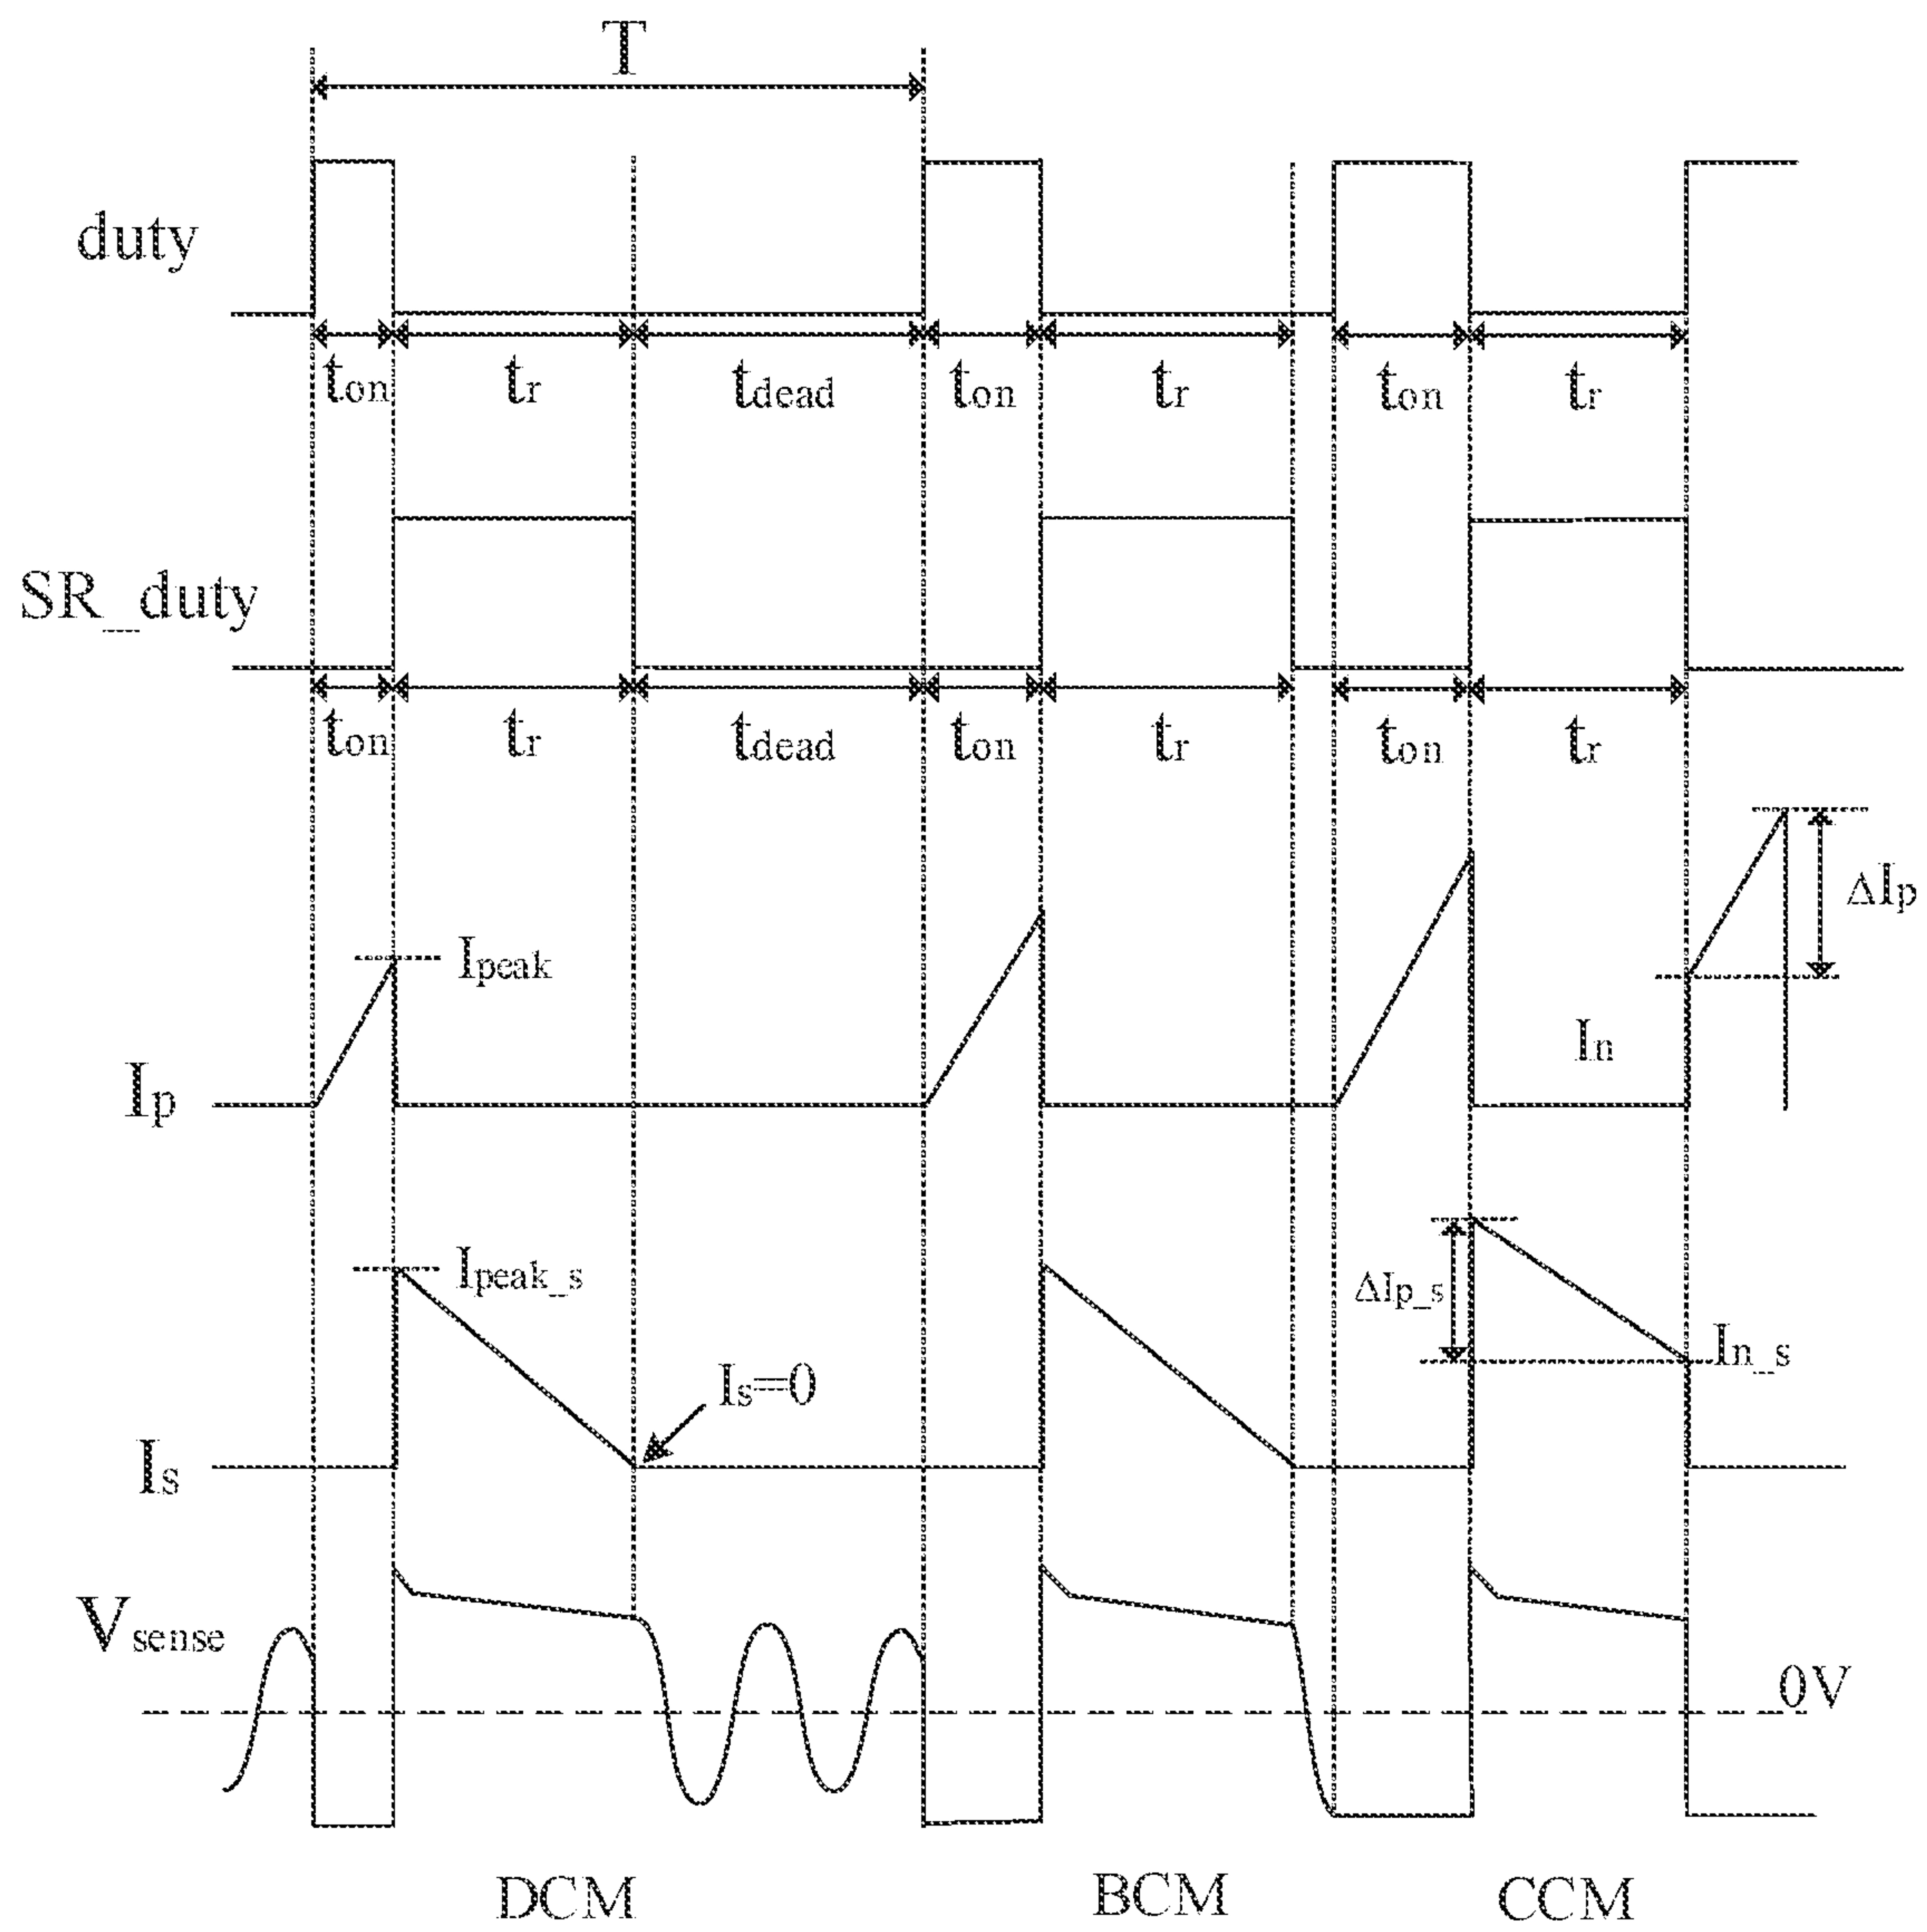 T
duty
ton tr tdead ton tr ton tr
SR_duty
ton tr tdead ton tr ton tr
ΔIp
Ipeak
In
Ip
Ipeak_s
ΔIp_s
In_s
Is=0
Is
Vsense
0V
DCM BCM CCM